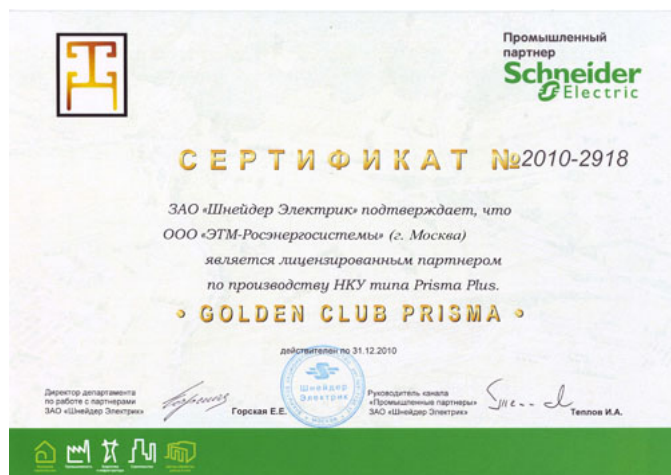 Промышленный
партнер
Schneider
Electric
СЕРТИФИКАТ №2010-2918
ЗАО «Шнейдер Электрик» подтверждает, что
ООО «ЭТМ-Росэнергосистемы» (г. Москва)
является лицензированным партнером
по производству НКУ типа Prisma Plus.
• GOLDEN CLUB PRISMA •
действителен по 31.12.2010
Шнейдер
Электрик
Директор департамента
по работе с партнерами
ЗАО «Шнейдер Электрик»
Горская Е.Е.
Руководитель канала
«Промышленные партнеры»
ЗАО «Шнейдер Электрик»
Теплов И.А.